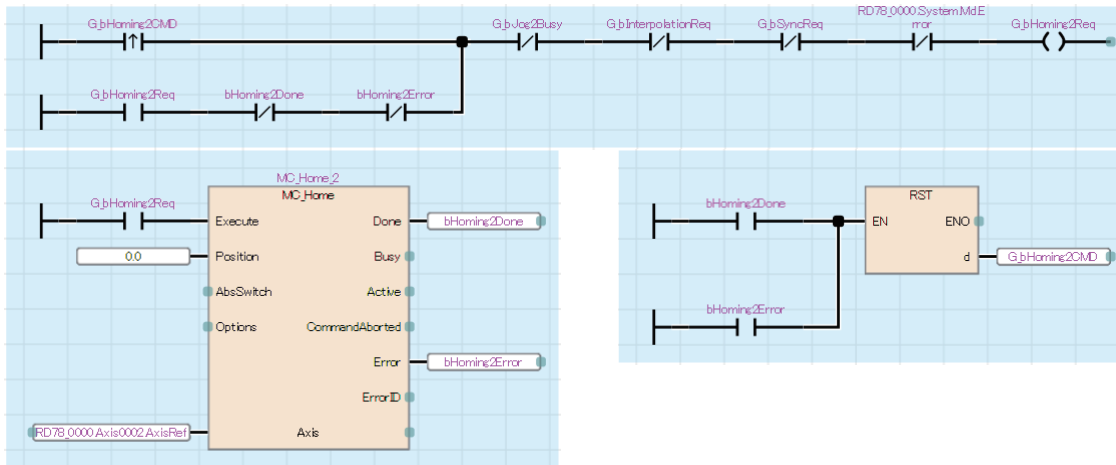 G_bHoming2CMD
G_bJog2Busy
G_bInterpolationReq
G_bSyncReq
RD78_0000.System.Md.E
rror
G_bHoming2Req
G_bHoming2Req
bHoming2Done
bHoming2Error
MC_Home_2
MC_Home
G_bHoming2Req
Execute
Done
bHoming2Done
0.0
Position
Busy
AbsSwitch
Active
Options
CommandAborted
Error
bHoming2Error
ErrorID
RD78_0000.Axis0002.AxisRef
Axis
bHoming2Done
RST
EN
ENO
d
G_bHoming2CMD
bHoming2Error